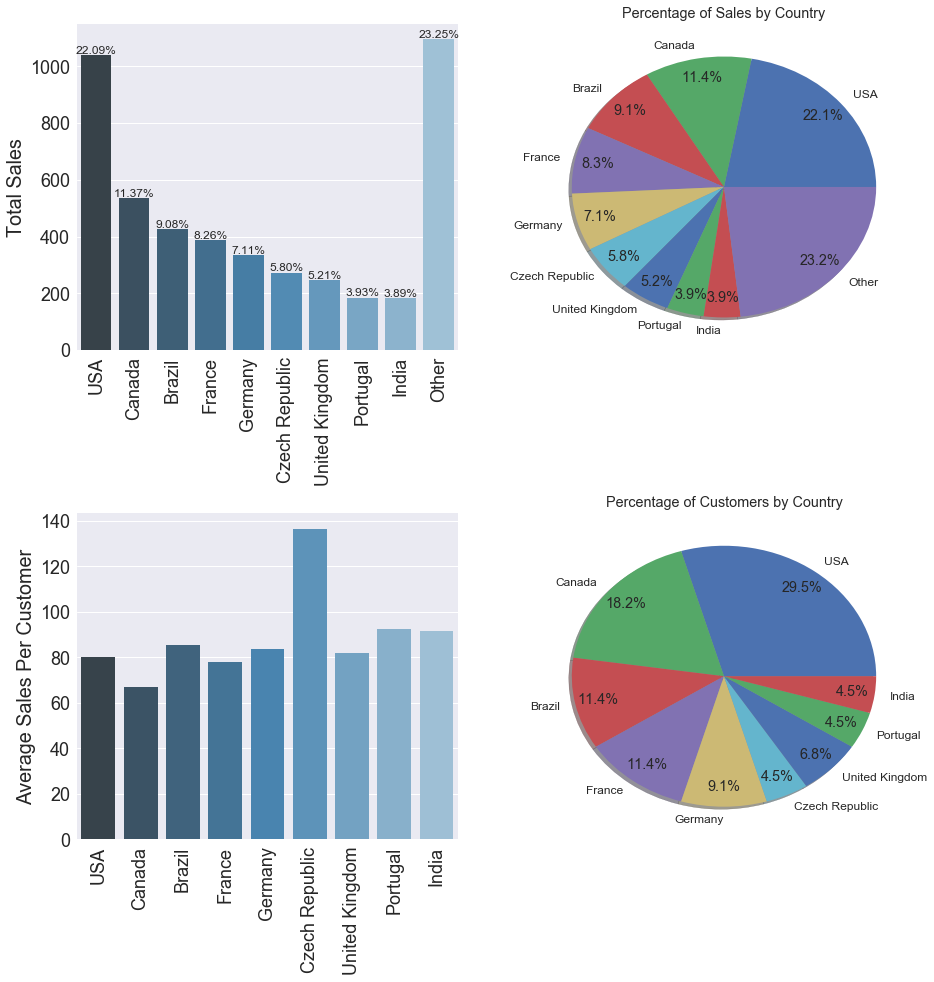 Total Sales
1000
800
600
400
200
0
22.09%
11.37%
9.08%
8.26%
7.11%
5.80%
5.21%
3.93%
3.89%
23.25%
USA
Canada
Brazil
France
Germany
Czech Republic
United Kingdom
Portugal
India
Other
Percentage of Sales by Country
USA
22.1%
Canada
11.4%
Brazil
9.1%
France
8.3%
Germany
7.1%
Czech Republic
5.8%
United Kingdom
5.2%
Portugal
3.9%
India
3.9%
Other
23.2%
Average Sales Per Customer
140
120
100
80
60
40
20
0
USA
Canada
Brazil
France
Germany
Czech Republic
United Kingdom
Portugal
India
Percentage of Customers by Country
USA
29.5%
Canada
18.2%
Brazil
11.4%
France
11.4%
Germany
9.1%
Czech Republic
4.5%
United Kingdom
6.8%
Portugal
4.5%
India
4.5%